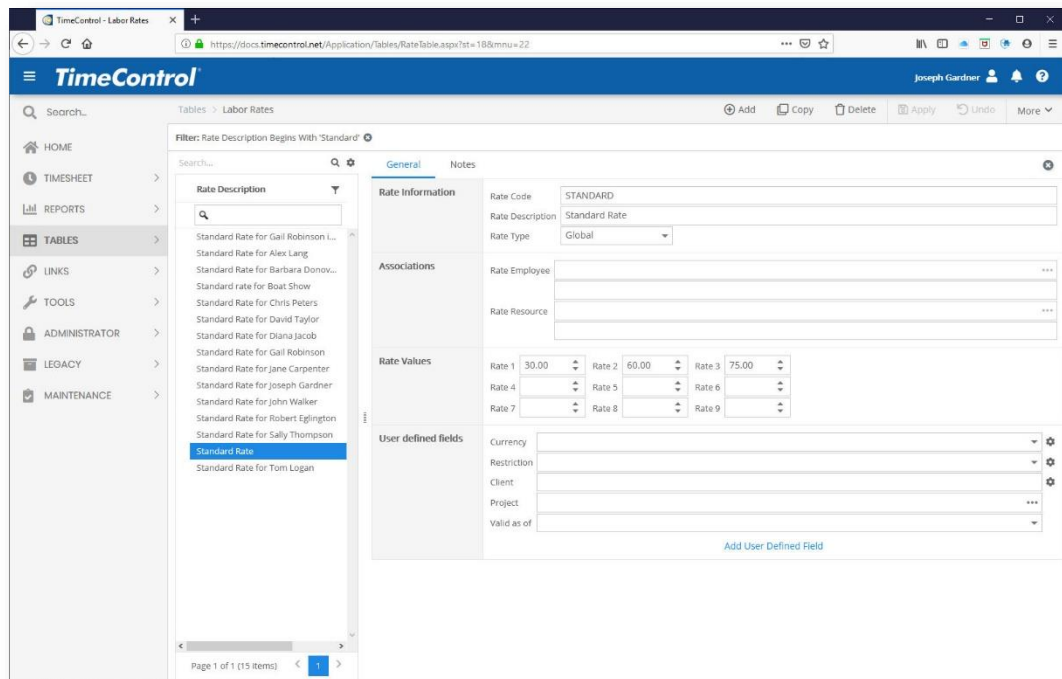 TimeControl - Labor Rates
https://docs.timecontrol.net/Application/Tables/RateTable.aspx?st=18&mnu=22
TimeControl
Joseph Gardner
Search...
Tables > Labor Rates
Add
Copy
Delete
Apply
Undo
More
Filter: Rate Description Begins With 'Standard'
HOME
TIMESHEET
REPORTS
TABLES
LINKS
TOOLS
ADMINISTRATOR
LEGACY
MAINTENANCE
Search...
Rate Description
Standard Rate for Gail Robinson i...
Standard Rate for Alex Lang
Standard Rate for Barbara Donov...
Standard rate for Boat Show
Standard Rate for Chris Peters
Standard Rate for David Taylor
Standard Rate for Diana Jacob
Standard Rate for Gail Robinson
Standard Rate for Jane Carpenter
Standard Rate for Joseph Gardner
Standard Rate for John Walker
Standard Rate for Robert Eglington
Standard Rate for Sally Thompson
Standard Rate
Standard Rate for Tom Logan
Page 1 of 1 (15 items) < 1 >
General
Notes
Rate Information
Rate Code STANDARD
Rate Description Standard Rate
Rate Type Global
Associations
Rate Employee
Rate Resource
Rate Values
Rate 1 30.00 Rate 2 60.00 Rate 3 75.00
Rate 4 Rate 5 Rate 6
Rate 7 Rate 8 Rate 9
User defined fields
Currency
Restriction
Client
Project
Valid as of
Add User Defined Field